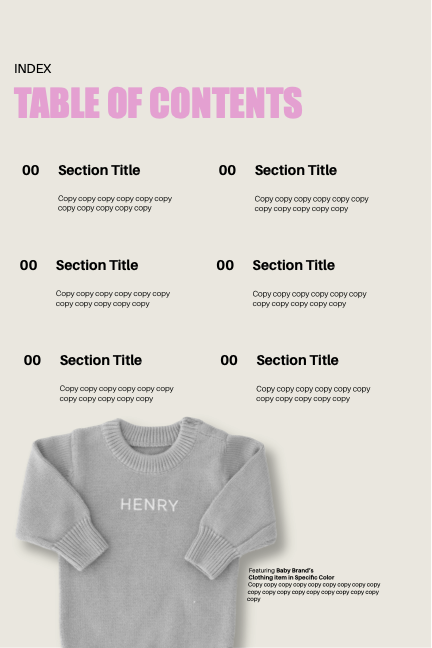 INDEX
TABLE OF CONTENTS
00 Section Title
Copy copy copy copy copy copy
copy copy copy copy copy
00 Section Title
Copy copy copy copy copy copy
copy copy copy copy copy
00 Section Title
Copy copy copy copy copy copy
copy copy copy copy copy
00 Section Title
Copy copy copy copy copy copy
copy copy copy copy copy
00 Section Title
Copy copy copy copy copy copy
copy copy copy copy copy
00 Section Title
Copy copy copy copy copy copy
copy copy copy copy copy
HENRY
Featuring Baby Brand's
Clothing item in Specific Color
Copy copy copy copy copy copy copy copy
copy copy copy copy copy copy copy copy
copy